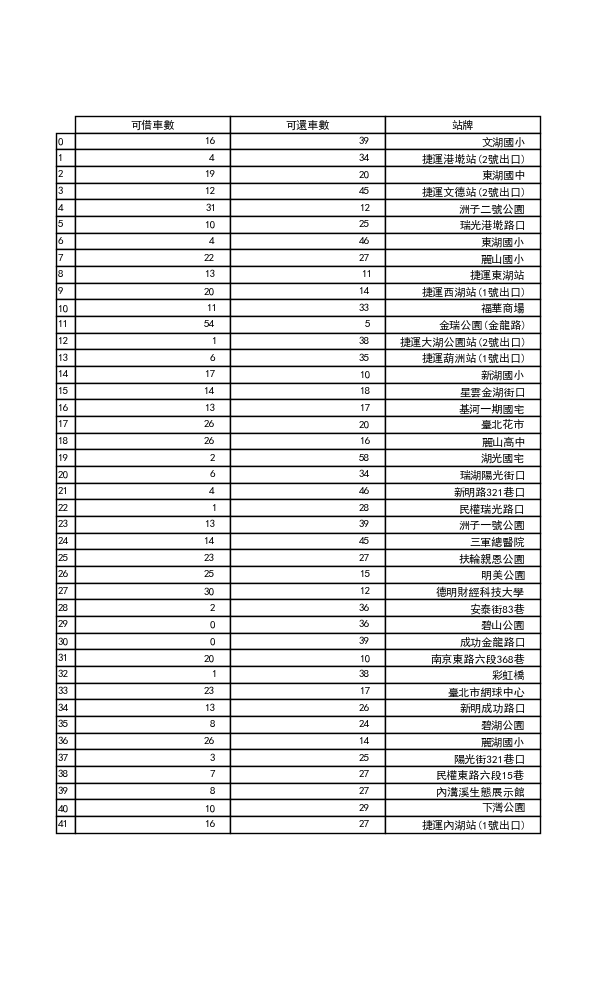 可借車數 可還車數 站牌
0 16 39 文湖國小
1 4 34 捷運港墘站(2號出口)
2 19 20 東湖國中
3 12 45 捷運文德站(2號出口)
4 31 12 洲子二號公園
5 10 25 瑞光港墘路口
6 4 46 東湖國小
7 22 27 麗山國小
8 13 11 捷運東湖站
9 20 14 捷運西湖站(1號出口)
10 11 33 福華商場
11 54 5 金瑞公園(金龍路)
12 1 38 捷運大湖公園站(2號出口)
13 6 35 捷運葫洲站(1號出口)
14 17 10 新湖國小
15 14 18 星雲金湖街口
16 13 17 基河一期國宅
17 26 20 臺北花市
18 26 16 麗山高中
19 2 58 湖光國宅
20 6 34 瑞湖陽光街口
21 4 46 新明路321巷口
22 1 28 民權瑞光路口
23 13 39 洲子一號公園
24 14 45 三軍總醫院
25 23 27 扶輪親恩公園
26 25 15 明美公園
27 30 12 德明財經科技大學
28 2 36 安泰街83巷
29 0 36 碧山公園
30 0 39 成功金龍路口
31 20 10 南京東路六段368巷
32 1 38 彩虹橋
33 23 17 臺北市網球中心
34 13 26 新明成功路口
35 8 24 碧湖公園
36 26 14 麗湖國小
37 3 25 陽光街321巷口
38 7 27 民權東路六段15巷
39 8 27 內溝溪生態展示館
40 10 29 下灣公園
41 16 27 捷運內湖站(1號出口)